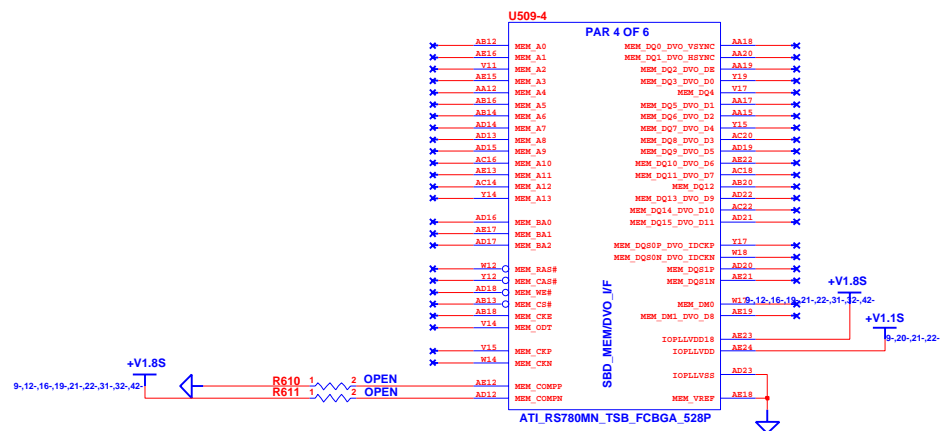 U509-4
PAR 4 OF 6
AB12 MEM_A0 MEM_DQ0_DVO_VSYNC AA18
AE16 MEM_A1 MEM_DQ1_DVO_HSYNC AA20
V11 MEM_A2 MEM_DQ2_DVO_DE AA19
AE15 MEM_A3 MEM_DQ3_DVO_D0 Y19
AA12 MEM_A4 MEM_DQ4 V17
AB16 MEM_A5 MEM_DQ5_DVO_D1 AA17
AB14 MEM_A6 MEM_DQ6_DVO_D2 AA15
AD14 MEM_A7 MEM_DQ7_DVO_D4 Y15
AD13 MEM_A8 MEM_DQ8_DVO_D3 AC20
AD15 MEM_A9 MEM_DQ9_DVO_D5 AD19
AC16 MEM_A10 MEM_DQ10_DVO_D6 AE22
AE13 MEM_A11 MEM_DQ11_DVO_D7 AC18
AC14 MEM_A12 MEM_DQ12 AB20
Y14 MEM_A13 MEM_DQ13_DVO_D9 AD22
MEM_DQ14_DVO_D10 AC22
AD16 MEM_BA0 MEM_DQ15_DVO_D11 AD21
AE17 MEM_BA1
AD17 MEM_BA2 MEM_DQS0P_DVO_IDCKP Y17
MEM_DQS0N_DVO_IDCKN W18
W12 MEM_RAS# MEM_DQS1P AD20
Y12 MEM_CAS# MEM_DQS1N AE21
AD18 MEM_WE#
AB13 MEM_CS# MEM_DM0 W17
AB18 MEM_CKE MEM_DM1_DVO_D8 AE19
V14 MEM_ODT
SBD_MEM/DVO_I/F
+V1.8S
9-,12-,16-,19-,21-,22-,31-,32-,42-
+V1.1S
9-,20-,21-,22-
IOPLLVDD18 AE23
V15 MEM_CKP IOPLLVDD AE24
W14 MEM_CKN
IOPLLVSS AD23
+V1.8S
9-,12-,16-,19-,21-,22-,31-,32-,42-
R610 1 2 OPEN AE12 MEM_COMPP
R611 1 2 OPEN AD12 MEM_COMPN MEM_VREF AE18
ATI_RS780MN_TSB_FCBGA_528P